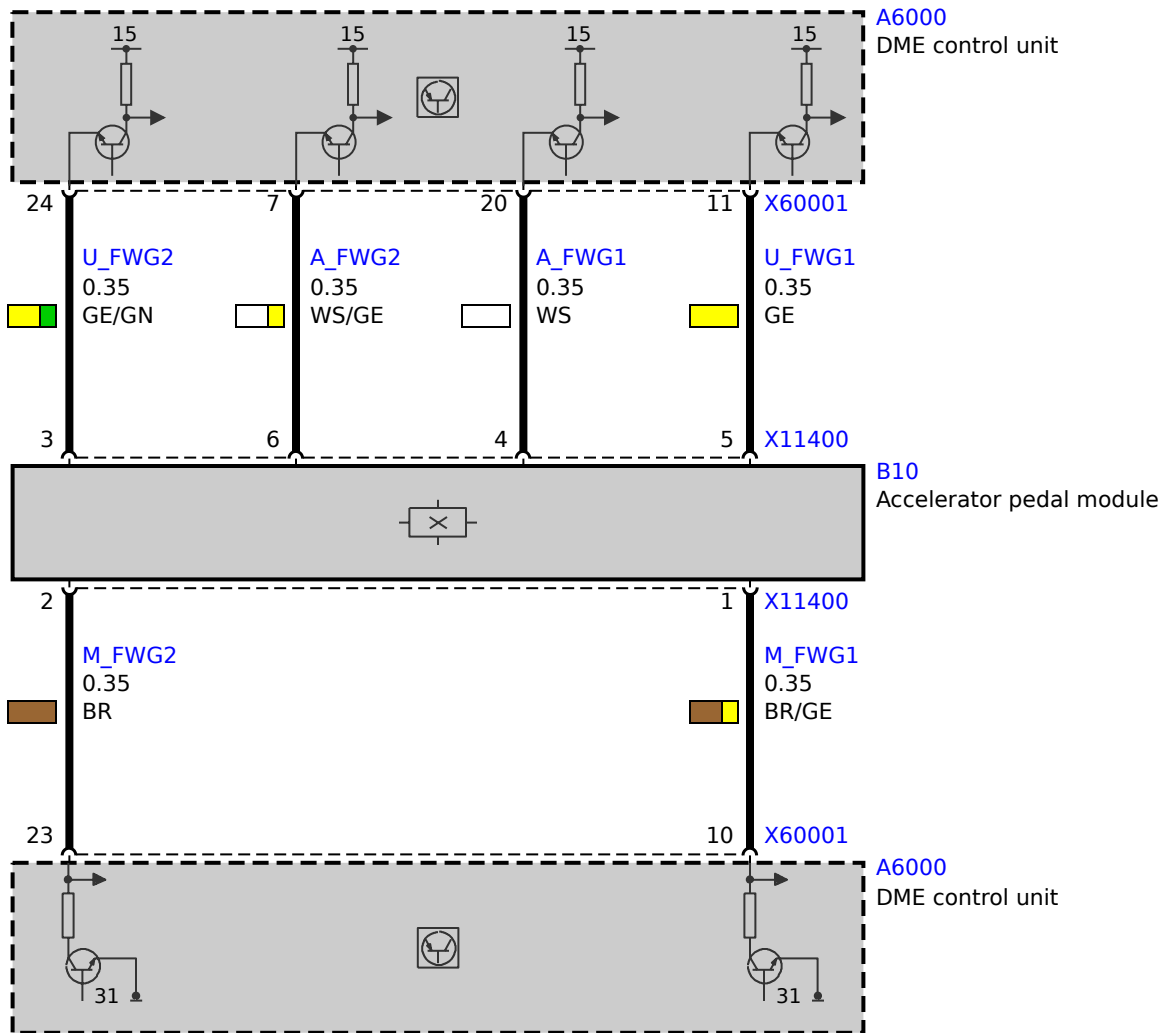 A6000
DME control unit
15 15 15 15
24 7 20 11 X60001
U_FWG2 A_FWG2 A_FWG1 U_FWG1
0.35 0.35 0.35 0.35
GE/GN WS/GE WS GE
3 6 4 5 X11400
B10
Accelerator pedal module
2 1 X11400
M_FWG2 M_FWG1
0.35 0.35
BR BR/GE
23 10 X60001
A6000
DME control unit
31 31